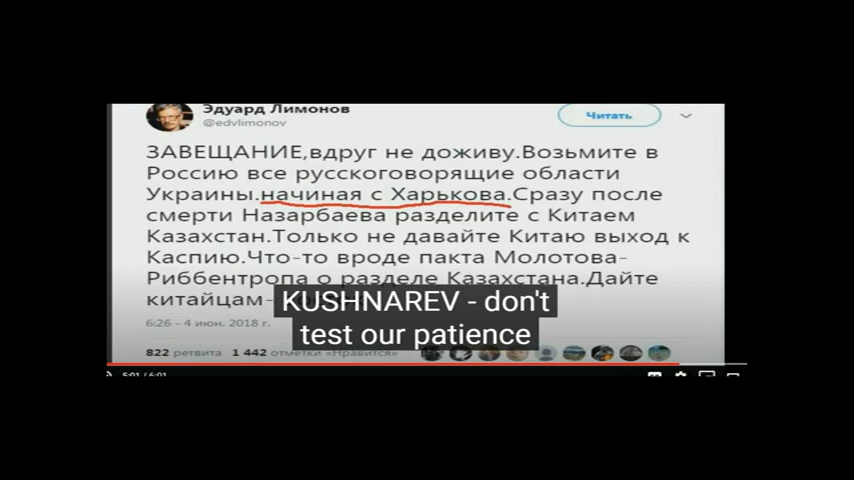 Эдуард Лимонов
@edvlimonov
Читать
ЗАВЕЩАНИЕ,вдруг не доживу.Возьмите в
Россию все русскоговорящие области
Украины.начиная с Харькова.Сразу после
смерти Назарбаева разделите с Китаем
Казахстан.Только не давайте Китаю выход к
Каспию.Что-то вроде пакта Молотова-
Риббентропа о разделе Казахстана.Дайте
китайцам-
KUSHNAREV - don't
test our patience
6:26 - 4 июн. 2018 г.
822 ретвита 1 442 отметки «Нравится»
5:01 / 6:01